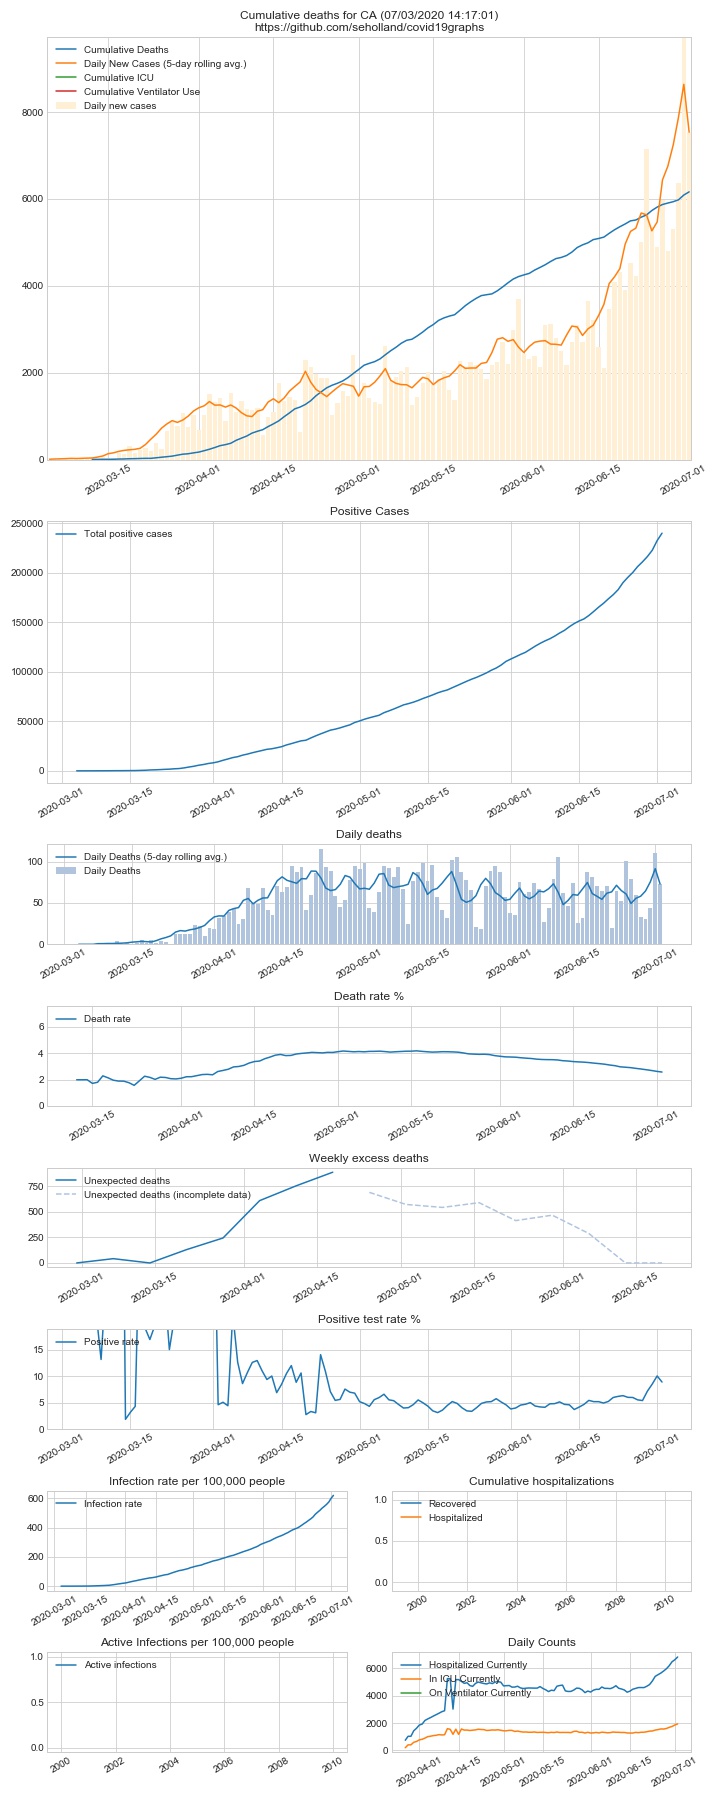 Cumulative deaths for CA (07/03/2020 14:17:01)
https://github.com/seholland/covid19graphs
Cumulative Deaths
Daily New Cases (5-day rolling avg.)
Cumulative ICU
Cumulative Ventilator Use
Daily new cases
8000
6000
4000
2000
0
2020-03-15 2020-04-01 2020-04-15 2020-05-01 2020-05-15 2020-06-01 2020-06-15 2020-07-01
Positive Cases
Total positive cases
250000
200000
150000
100000
50000
0
2020-03-01 2020-03-15 2020-04-01 2020-04-15 2020-05-01 2020-05-15 2020-06-01 2020-06-15 2020-07-01
Daily deaths
Daily Deaths (5-day rolling avg.)
Daily Deaths
100
50
0
2020-03-01 2020-03-15 2020-04-01 2020-04-15 2020-05-01 2020-05-15 2020-06-01 2020-06-15 2020-07-01
Death rate %
Death rate
6
4
2
0
2020-03-15 2020-04-01 2020-04-15 2020-05-01 2020-05-15 2020-06-01 2020-06-15 2020-07-01
Weekly excess deaths
Unexpected deaths
Unexpected deaths (incomplete data)
750
500
250
0
2020-03-01 2020-03-15 2020-04-01 2020-04-15 2020-05-01 2020-05-15 2020-06-01 2020-06-15
Positive test rate %
Positive rate
15
10
5
0
2020-03-01 2020-03-15 2020-04-01 2020-04-15 2020-05-01 2020-05-15 2020-06-01 2020-06-15 2020-07-01
Infection rate per 100,000 people
Infection rate
600
400
200
0
2020-03-01 2020-03-15 2020-04-01 2020-04-15 2020-05-01 2020-05-15 2020-06-01 2020-06-15 2020-07-01
Cumulative hospitalizations
Recovered
Hospitalized
1.0
0.5
0.0
2000 2002 2004 2006 2008 2010
Active Infections per 100,000 people
Active infections
1.0
0.5
0.0
2000 2002 2004 2006 2008 2010
Daily Counts
Hospitalized Currently
In ICU Currently
On Ventilator Currently
6000
4000
2000
0
2020-04-01 2020-04-15 2020-05-01 2020-05-15 2020-06-01 2020-06-15 2020-07-01